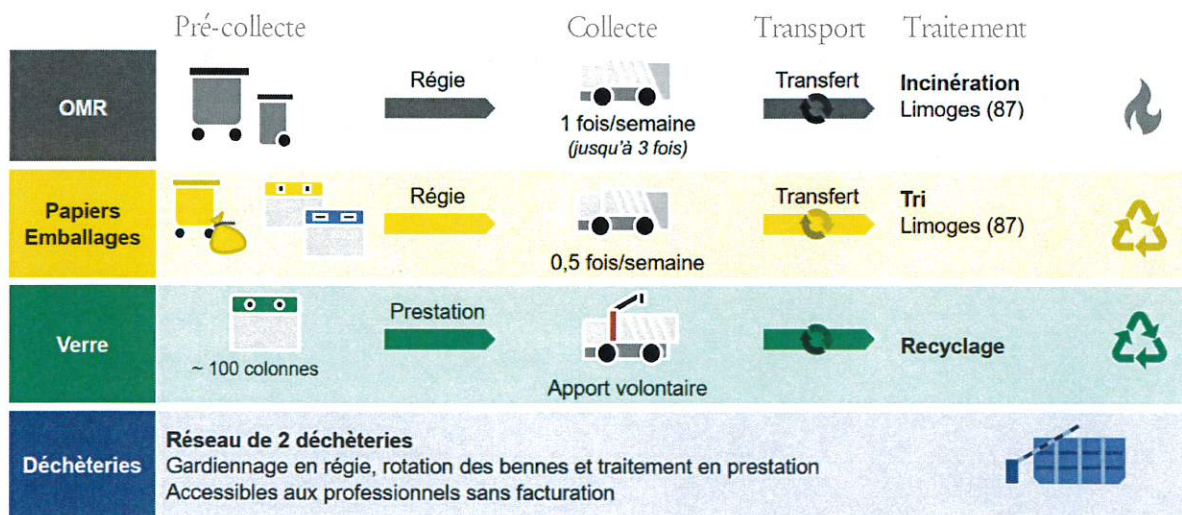 Pré-collecte
Collecte
Transport
Traitement
OMR
Régie
1 fois/semaine
(jusqu'à 3 fois)
Transfert
Incinération
Limoges (87)
Papiers
Emballages
Régie
0,5 fois/semaine
Transfert
Tri
Limoges (87)
Verre
~ 100 colonnes
Prestation
Apport volontaire
Recyclage
Déchèteries
Réseau de 2 déchèteries
Gardiennage en régie, rotation des bennes et traitement en prestation
Accessibles aux professionnels sans facturation